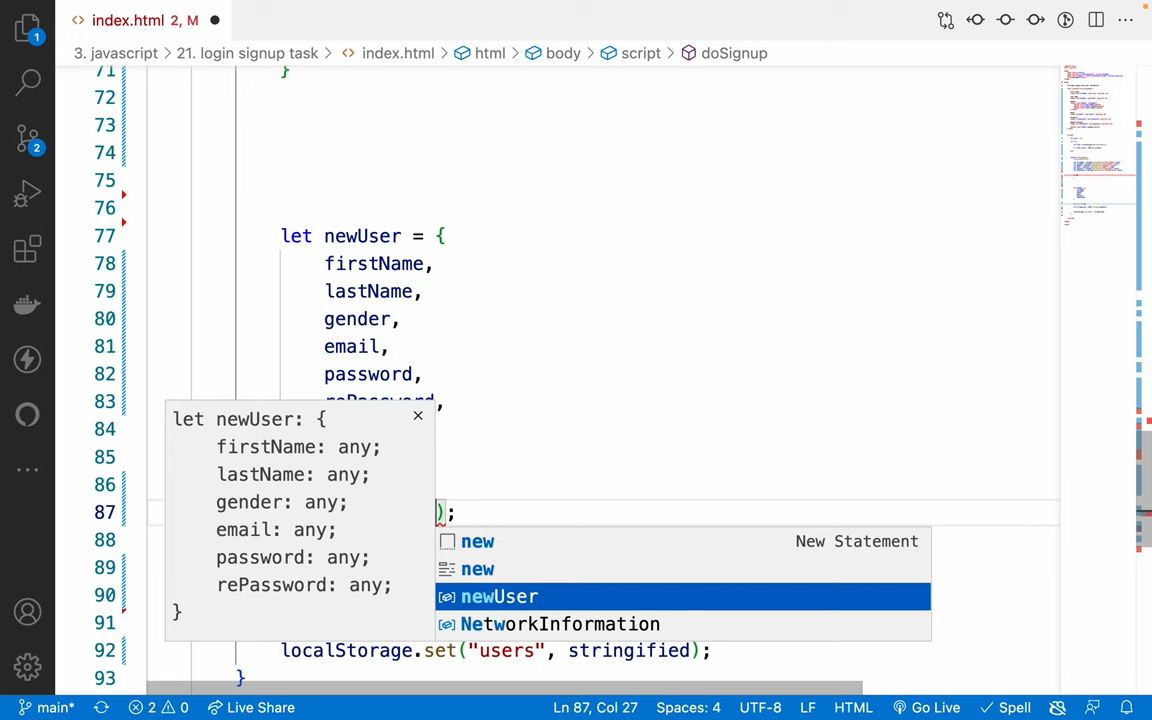 index.html 2, M
3. javascript > 21. login signup task > index.html > html > body > script > doSignup
71 }
72
73
74
75
76
77 let newUser = {
78 firstName,
79 lastName,
80 gender,
81 email,
82 password,
83 rePassword,
84
85
86
87 );
88
89
90
91
92 localStorage.set("users", stringified);
93 }
let newUser: {
firstName: any;
lastName: any;
gender: any;
email: any;
password: any;
rePassword: any;
}
new New Statement
new
newUser
NetworkInformation
1
2
main* 2 0 Live Share Ln 87, Col 27 Spaces: 4 UTF-8 LF HTML Go Live Spell